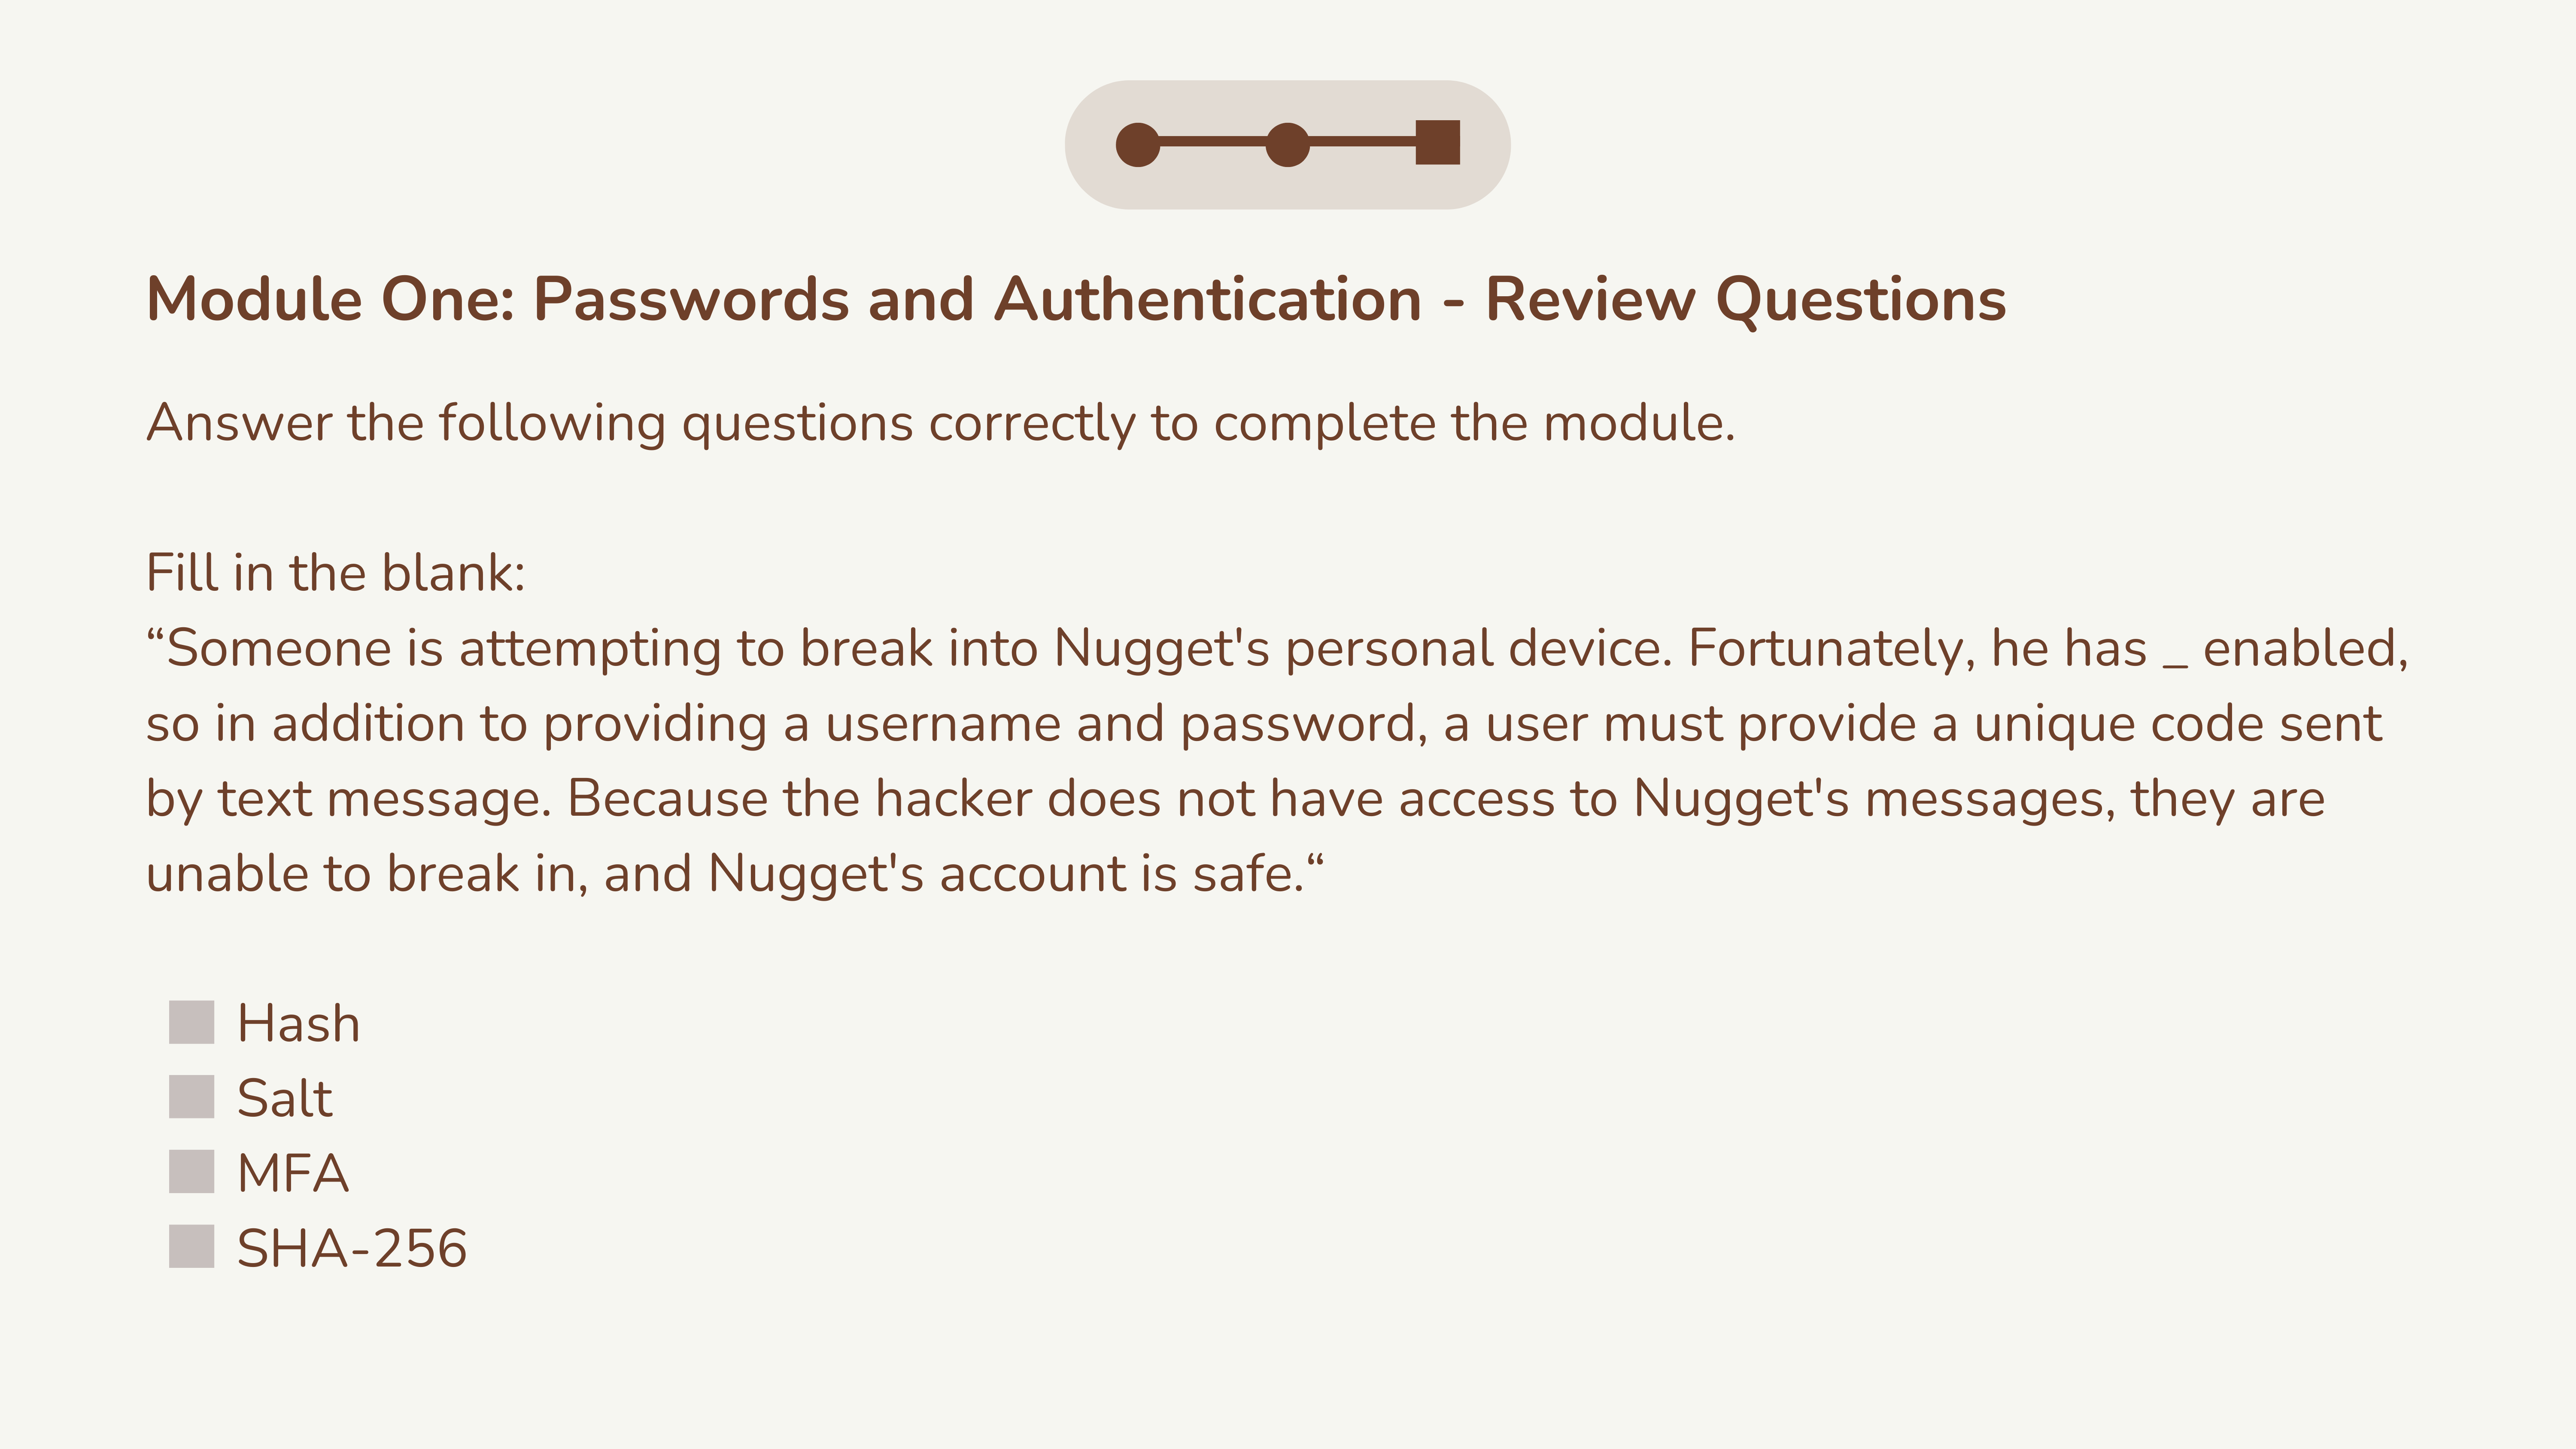 Module One: Passwords and Authentication - Review Questions
Answer the following questions correctly to complete the module.
Fill in the blank:
“Someone is attempting to break into Nugget's personal device. Fortunately, he has _ enabled,
so in addition to providing a username and password, a user must provide a unique code sent
by text message. Because the hacker does not have access to Nugget's messages, they are
unable to break in, and Nugget's account is safe.“
Hash
Salt
MFA
SHA-256